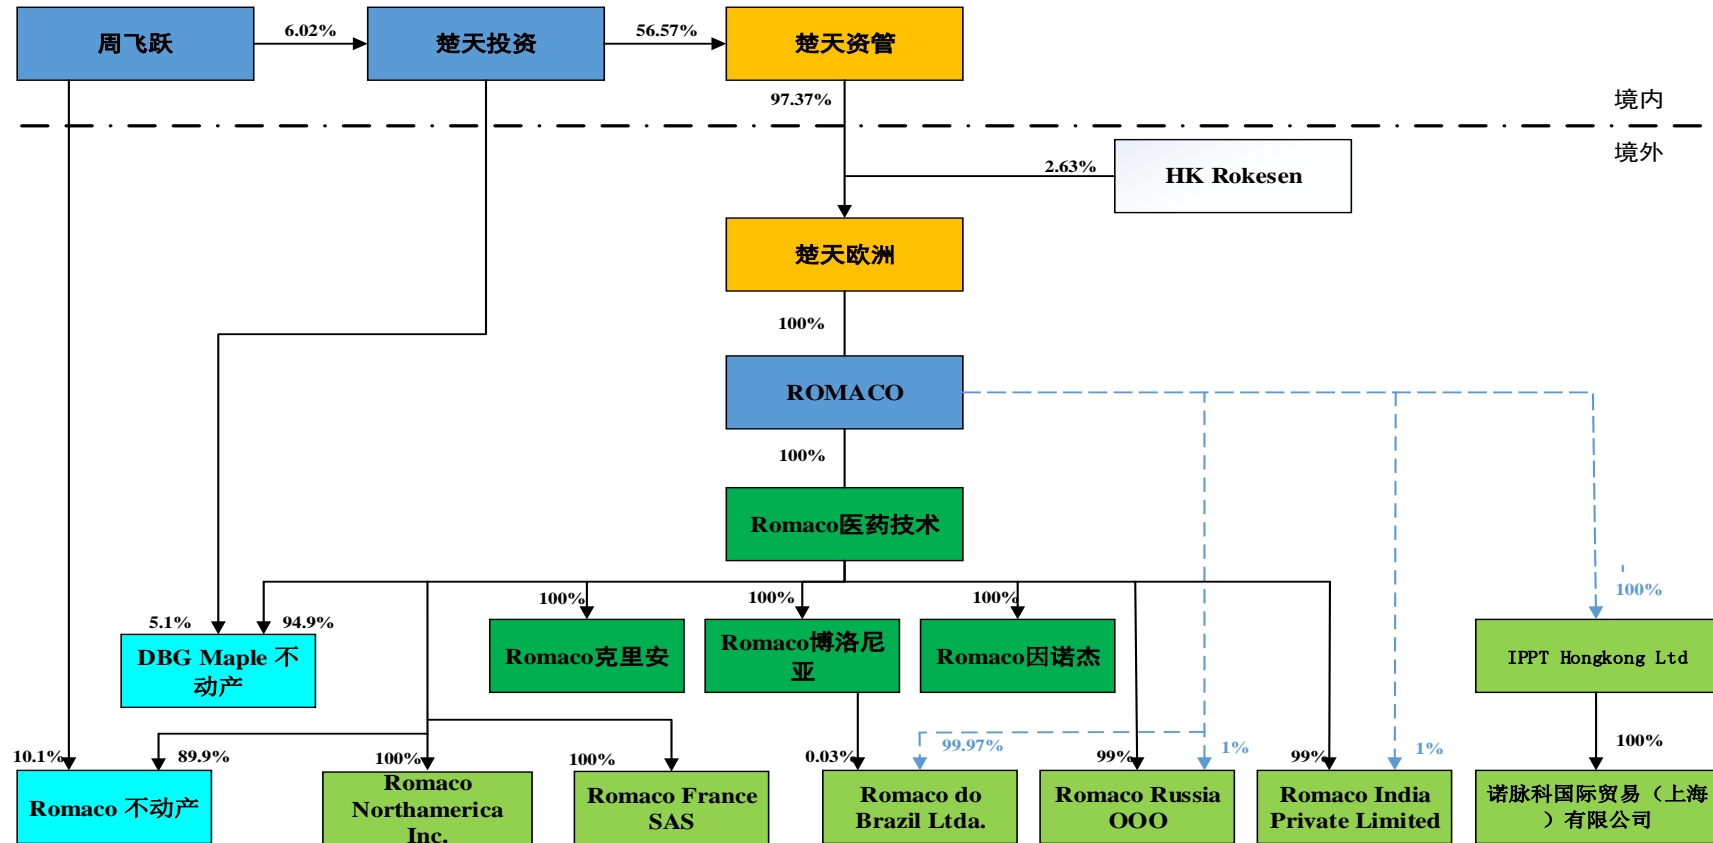 周飞跃
6.02%
楚天投资
56.57%
楚天资管
97.37%
境内
境外
2.63%
HK Rokesen
楚天欧洲
100%
ROMACO
100%
Romaco医药技术
5.1%
94.9%
100%
100%
100%
100%
DBG Maple 不
动产
Romaco克里安
Romaco博洛尼
亚
Romaco因诺杰
IPPT Hongkong Ltd
10.1%
89.9%
100%
100%
0.03%
99.97%
99%
1%
99%
1%
100%
Romaco 不动产
Romaco
Northamerica
Inc.
Romaco France
SAS
Romaco do
Brazil Ltda.
Romaco Russia
OOO
Romaco India
Private Limited
诺脉科国际贸易（上海
）有限公司